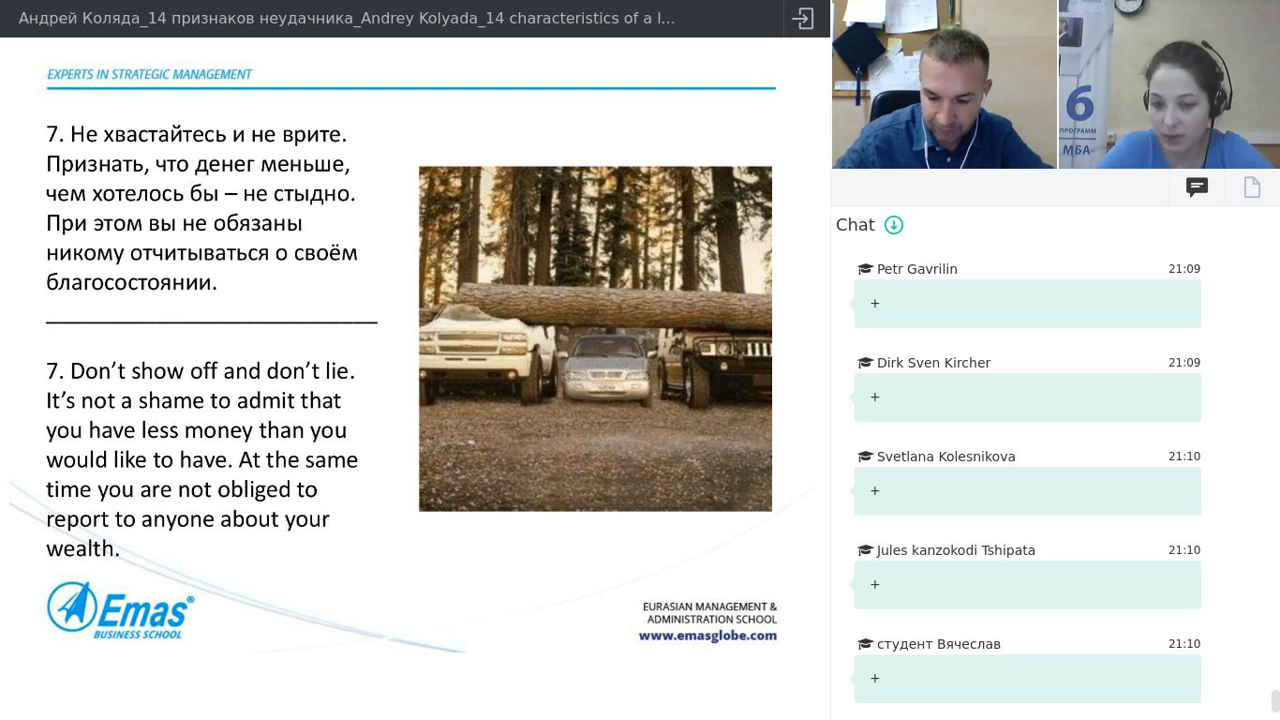 Андрей Коляда_14 признаков неудачника_Andrey Kolyada_14 characteristics of a l...
EXPERTS IN STRATEGIC MANAGEMENT
7. Не хвастайтесь и не врите.
Признать, что денег меньше,
чем хотелось бы – не стыдно.
При этом вы не обязаны
никому отчитываться о своём
благосостоянии.
7. Don’t show off and don’t lie.
It’s not a shame to admit that
you have less money than you
would like to have. At the same
time you are not obliged to
report to anyone about your
wealth.
Emas®
BUSINESS SCHOOL
EURASIAN MANAGEMENT &
ADMINISTRATION SCHOOL
www.emasglobe.com
6
ПРОГРАММ
МБА
Chat
Petr Gavrilin 21:09
+
Dirk Sven Kircher 21:09
+
Svetlana Kolesnikova 21:10
+
Jules kanzokodi Tshipata 21:10
+
студент Вячеслав 21:10
+